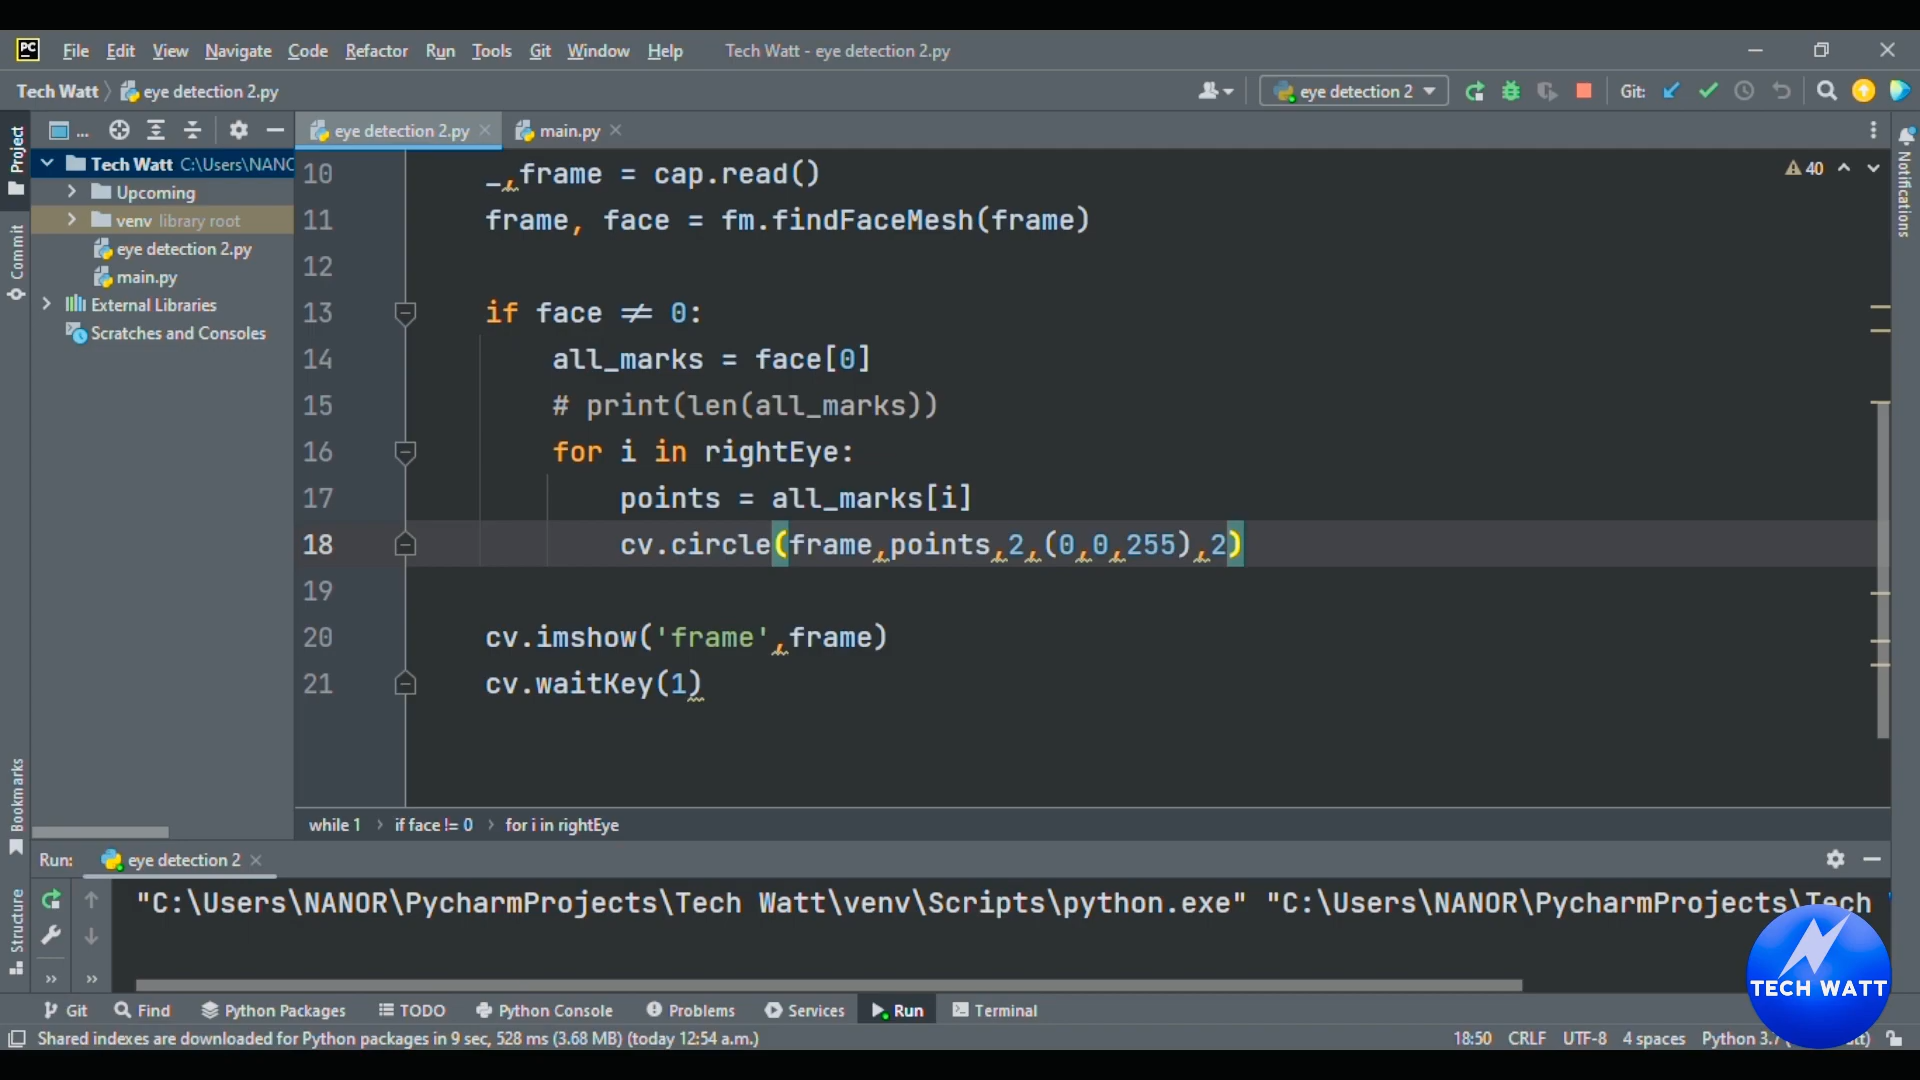 PC File Edit View Navigate Code Refactor Run Tools Git Window Help Tech Watt - eye detection 2.py
Tech Watt eye detection 2.py eye detection 2 Git:
... eye detection 2.py main.py
Project
Tech Watt C:\Users\NANO
Upcoming
venv library root
eye detection 2.py
main.py
External Libraries
Scratches and Consoles
Commit
Bookmarks
Structure
Notifications
40
10 _,frame = cap.read()
11 frame, face = fm.findFaceMesh(frame)
12
13 if face ≠ 0:
14 all_marks = face[0]
15 # print(len(all_marks))
16 for i in rightEye:
17 points = all_marks[i]
18 cv.circle(frame,points,2,(0,0,255),2)
19
20 cv.imshow('frame',frame)
21 cv.waitKey(1)
while 1 › if face != 0 › for i in rightEye
Run: eye detection 2
"C:\Users\NANOR\PycharmProjects\Tech Watt\venv\Scripts\python.exe" "C:\Users\NANOR\PycharmProjects\Tech
TECH WATT
Git Find Python Packages TODO Python Console Problems Services Run Terminal
Shared indexes are downloaded for Python packages in 9 sec, 528 ms (3.68 MB) (today 12:54 a.m.) 18:50 CRLF UTF-8 4 spaces Python 3.7